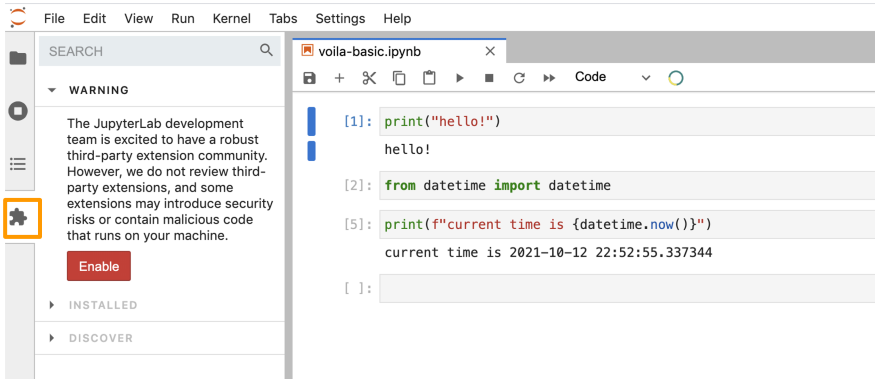 File Edit View Run Kernel Tabs Settings Help
SEARCH
WARNING
The JupyterLab development
team is excited to have a robust
third-party extension community.
However, we do not review third-
party extensions, and some
extensions may introduce security
risks or contain malicious code
that runs on your machine.
Enable
INSTALLED
DISCOVER
voila-basic.ipynb
Code
[1]: print("hello!")
hello!
[2]: from datetime import datetime
[5]: print(f"current time is {datetime.now()}")
current time is 2021-10-12 22:52:55.337344
[ ]: